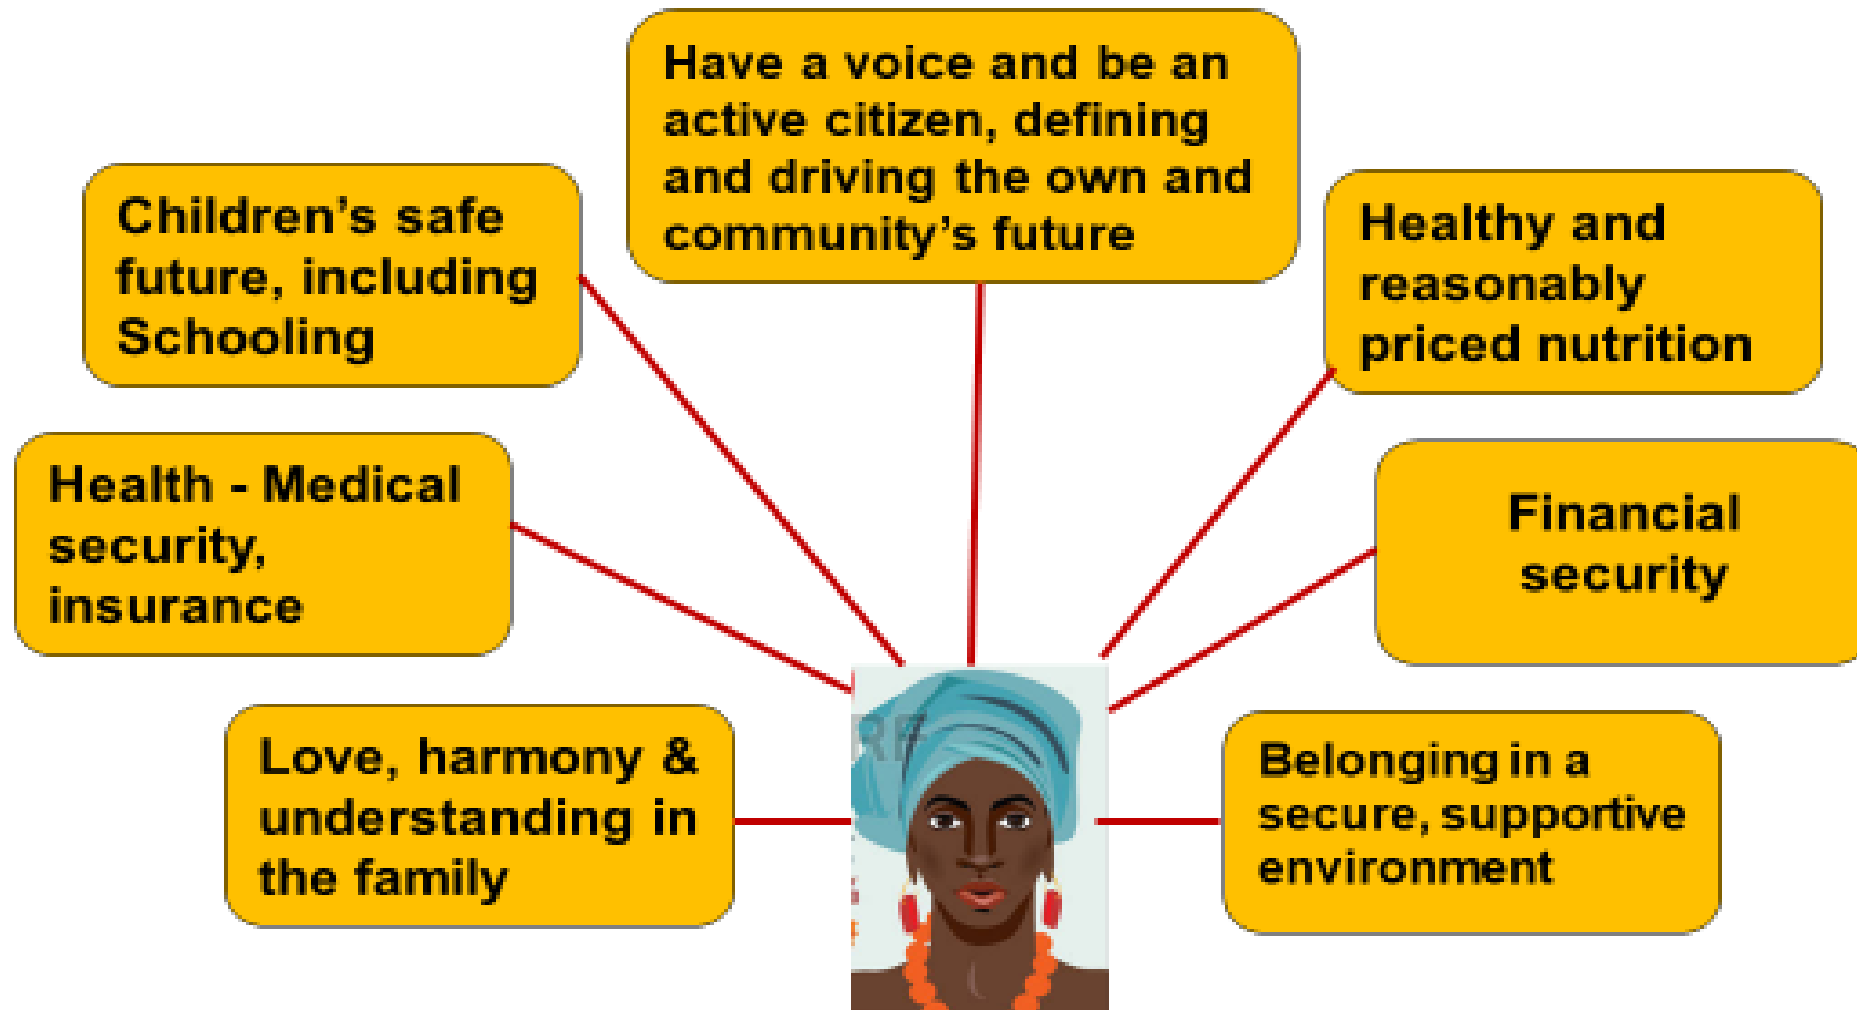 Have a voice and be an
active citizen, defining
and driving the own and
community’s future
Children’s safe
future, including
Schooling
Healthy and
reasonably
priced nutrition
Health - Medical
security,
insurance
Financial
security
Love, harmony &
understanding in
the family
Belonging in a
secure, supportive
environment